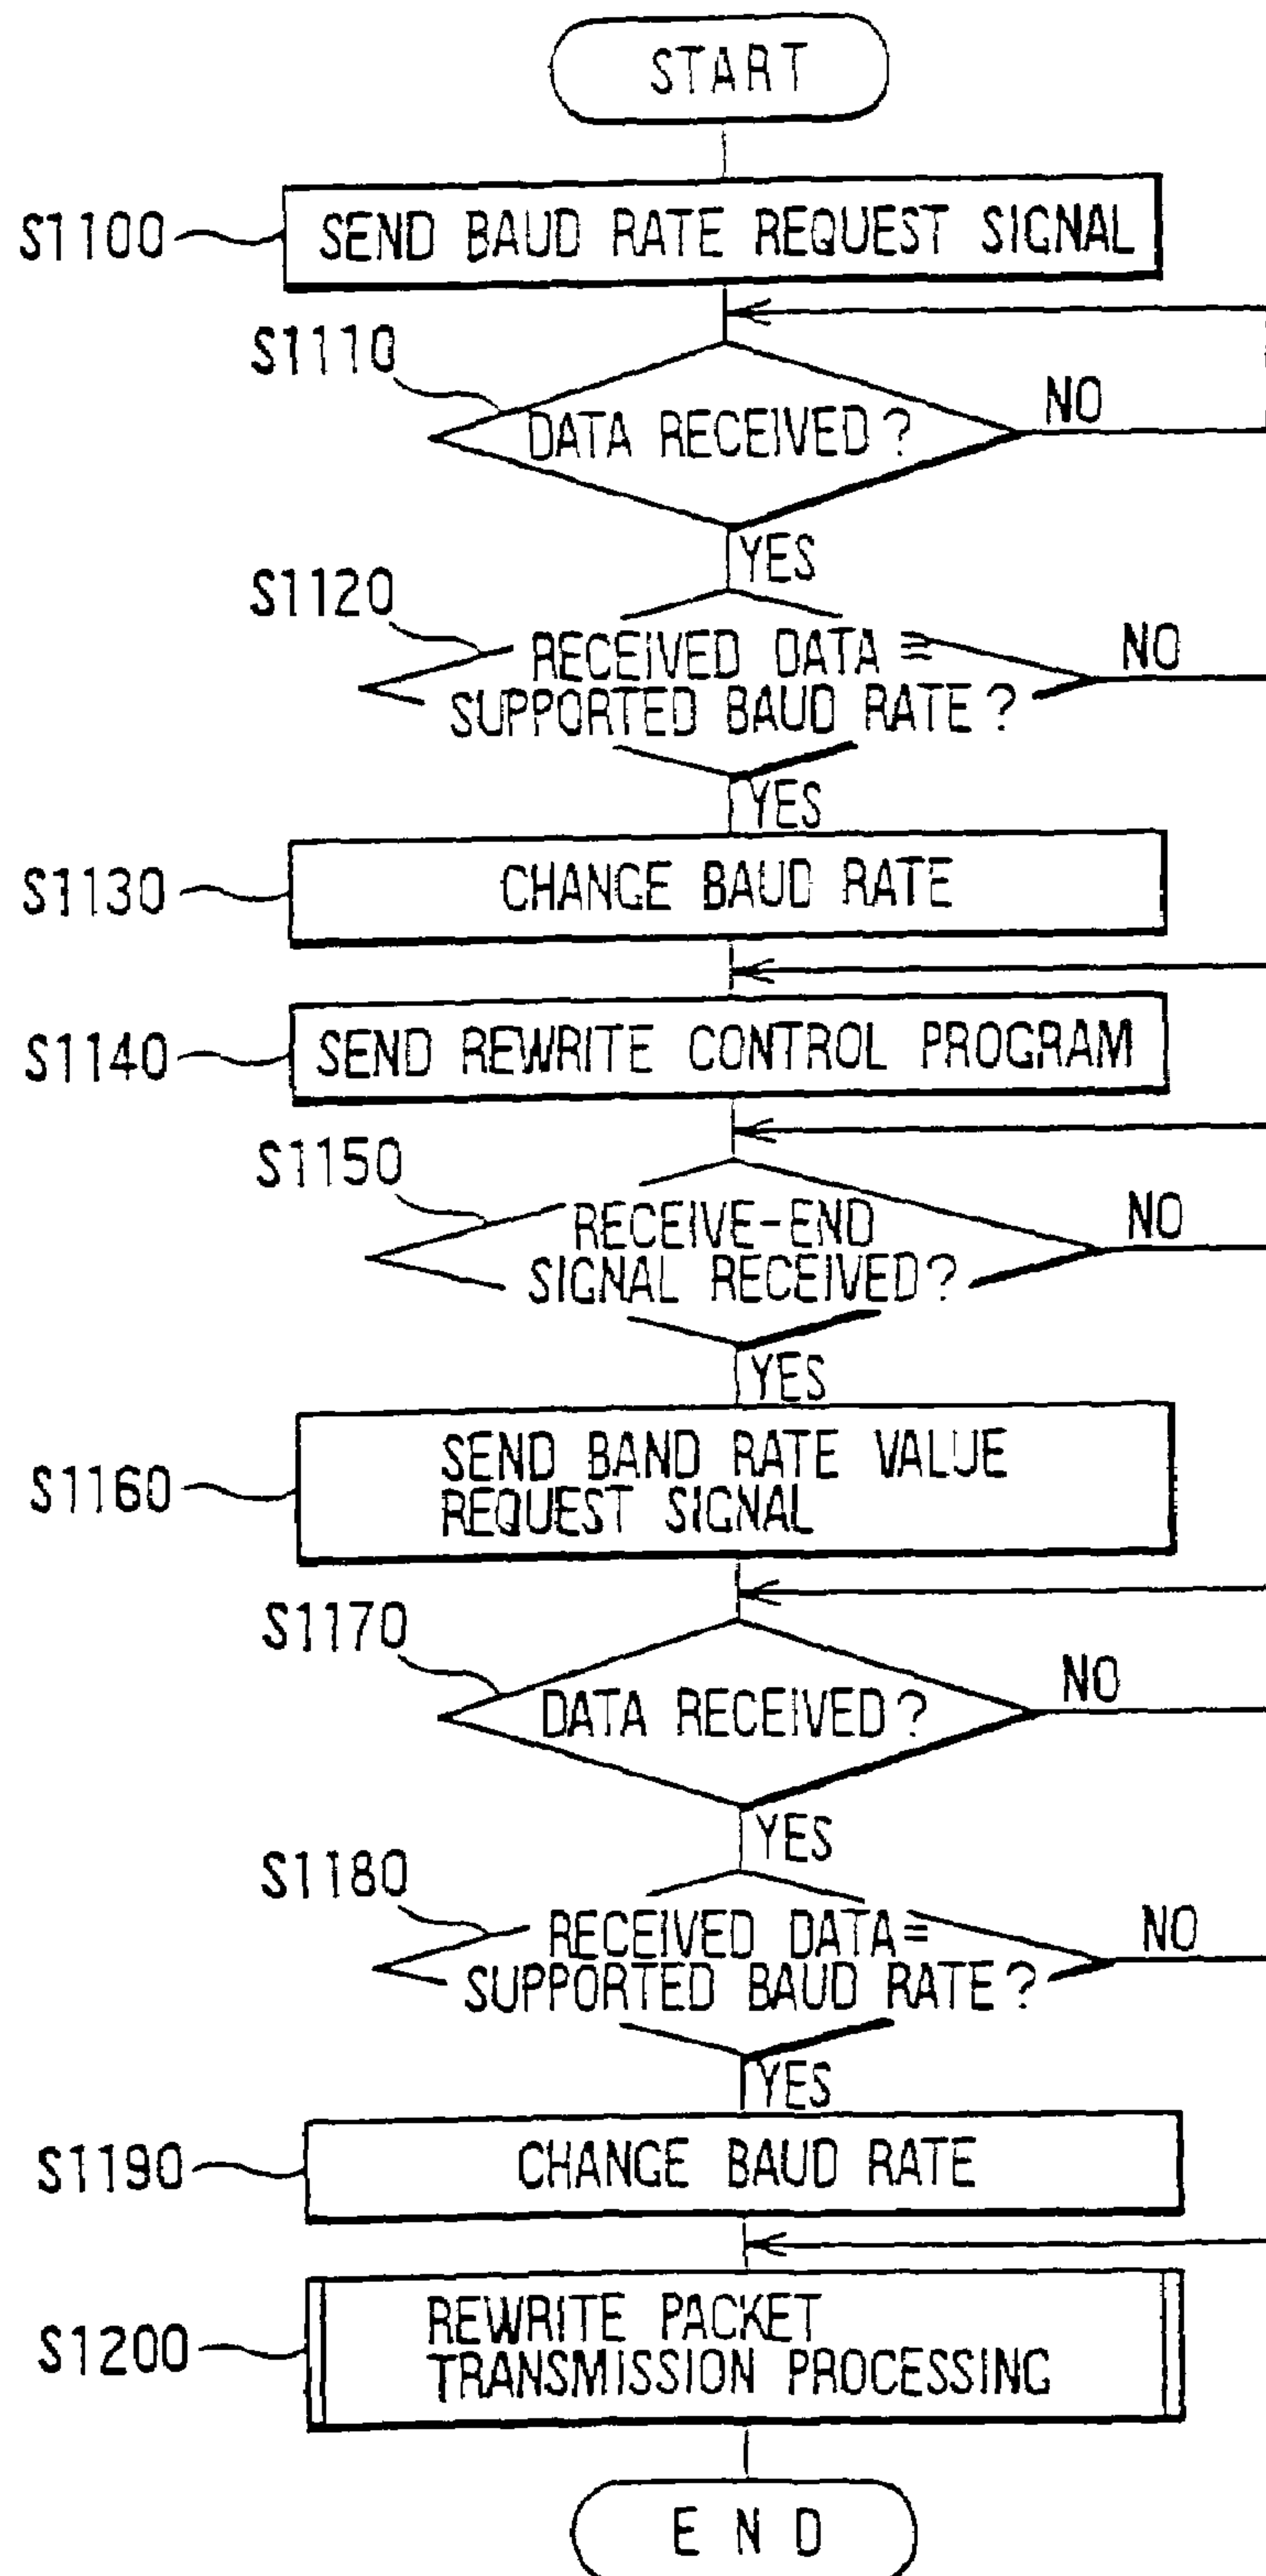 START
S1100
SEND BAUD RATE REQUEST SIGNAL
S1110
DATA RECEIVED?
NO
YES
S1120
RECEIVED DATA =
SUPPORTED BAUD RATE?
NO
YES
S1130
CHANGE BAUD RATE
S1140
SEND REWRITE CONTROL PROGRAM
S1150
RECEIVE-END
SIGNAL RECEIVED?
NO
YES
S1160
SEND BAND RATE VALUE
REQUEST SIGNAL
S1170
DATA RECEIVED?
NO
YES
S1180
RECEIVED DATA=
SUPPORTED BAUD RATE?
NO
YES
S1190
CHANGE BAUD RATE
S1200
REWRITE PACKET
TRANSMISSION PROCESSING
END